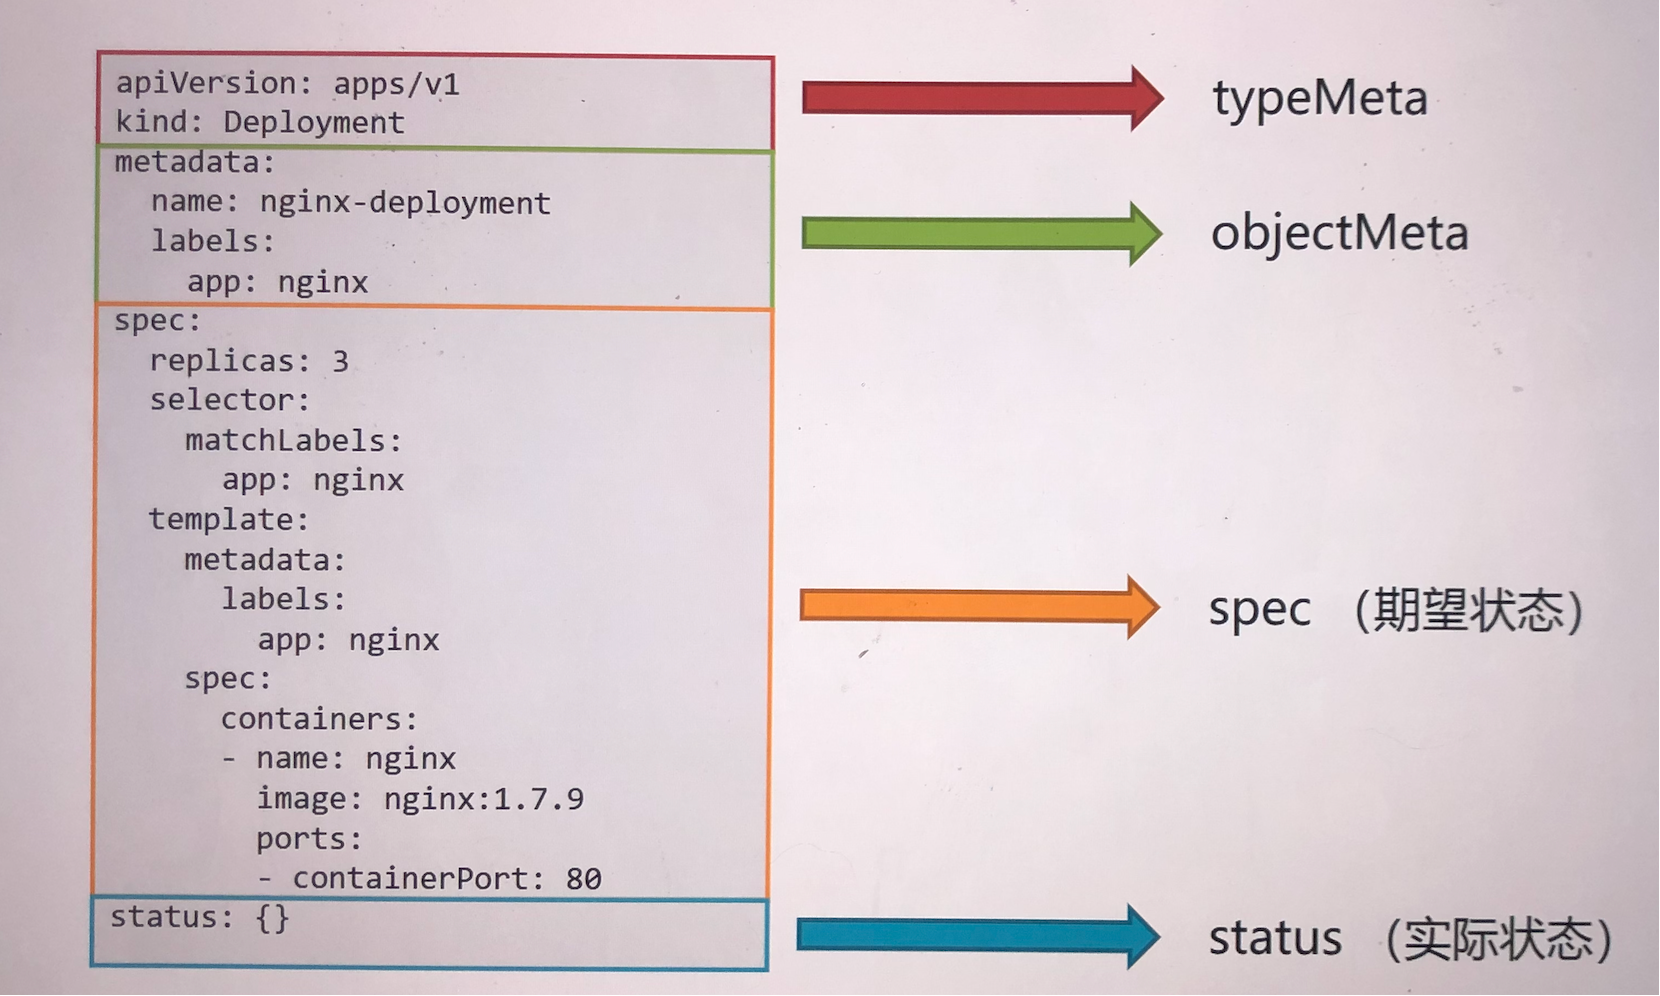 apiVersion: apps/v1
kind: Deployment
metadata:
  name: nginx-deployment
  labels:
    app: nginx
spec:
  replicas: 3
  selector:
    matchLabels:
      app: nginx
  template:
    metadata:
      labels:
        app: nginx
    spec:
      containers:
      - name: nginx
        image: nginx:1.7.9
        ports:
        - containerPort: 80
status: {}
typeMeta
objectMeta
spec （期望状态）
status （实际状态）